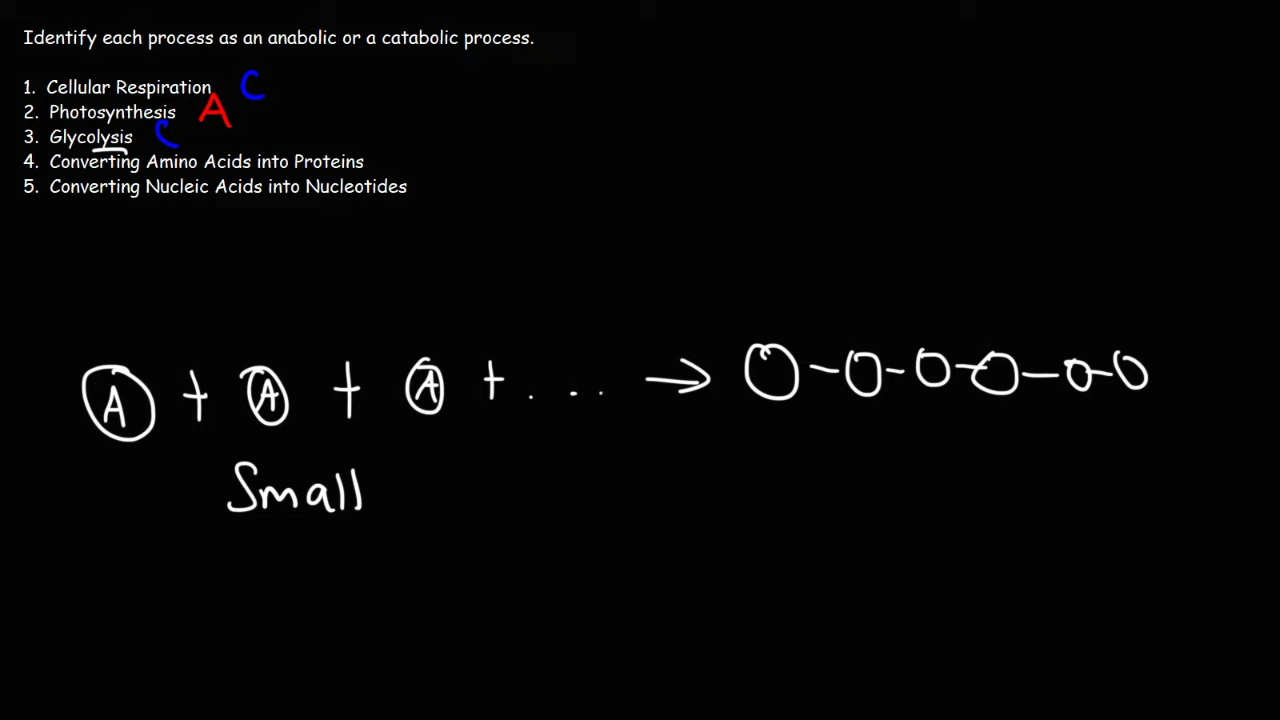 Identify each process as an anabolic or a catabolic process.
1. Cellular Respiration C
2. Photosynthesis A
3. Glycolysis C
4. Converting Amino Acids into Proteins
5. Converting Nucleic Acids into Nucleotides
A + A + A + . . . → O-O-O-O-O-O
Small